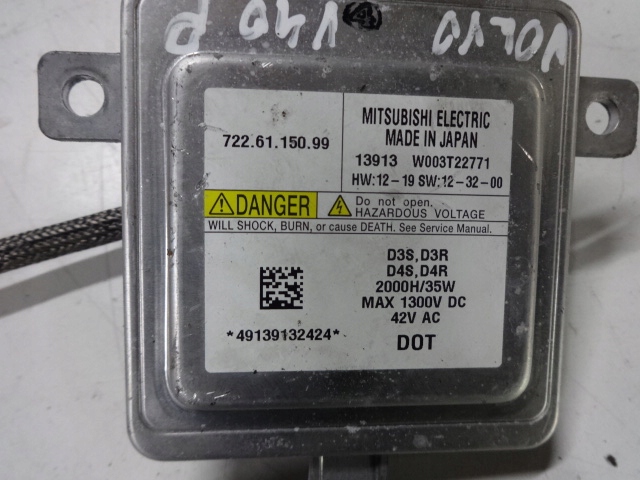 VOLVO V40 P
722.61.150.99
MITSUBISHI ELECTRIC
MADE IN JAPAN
13913 W003T22771
HW:12-19 SW:12-32-00
DANGER
Do not open.
HAZARDOUS VOLTAGE
WILL SHOCK, BURN, or cause DEATH. See Service Manual.
D3S,D3R
D4S,D4R
2000H/35W
MAX 1300V DC
42V AC
*49139132424*
DOT